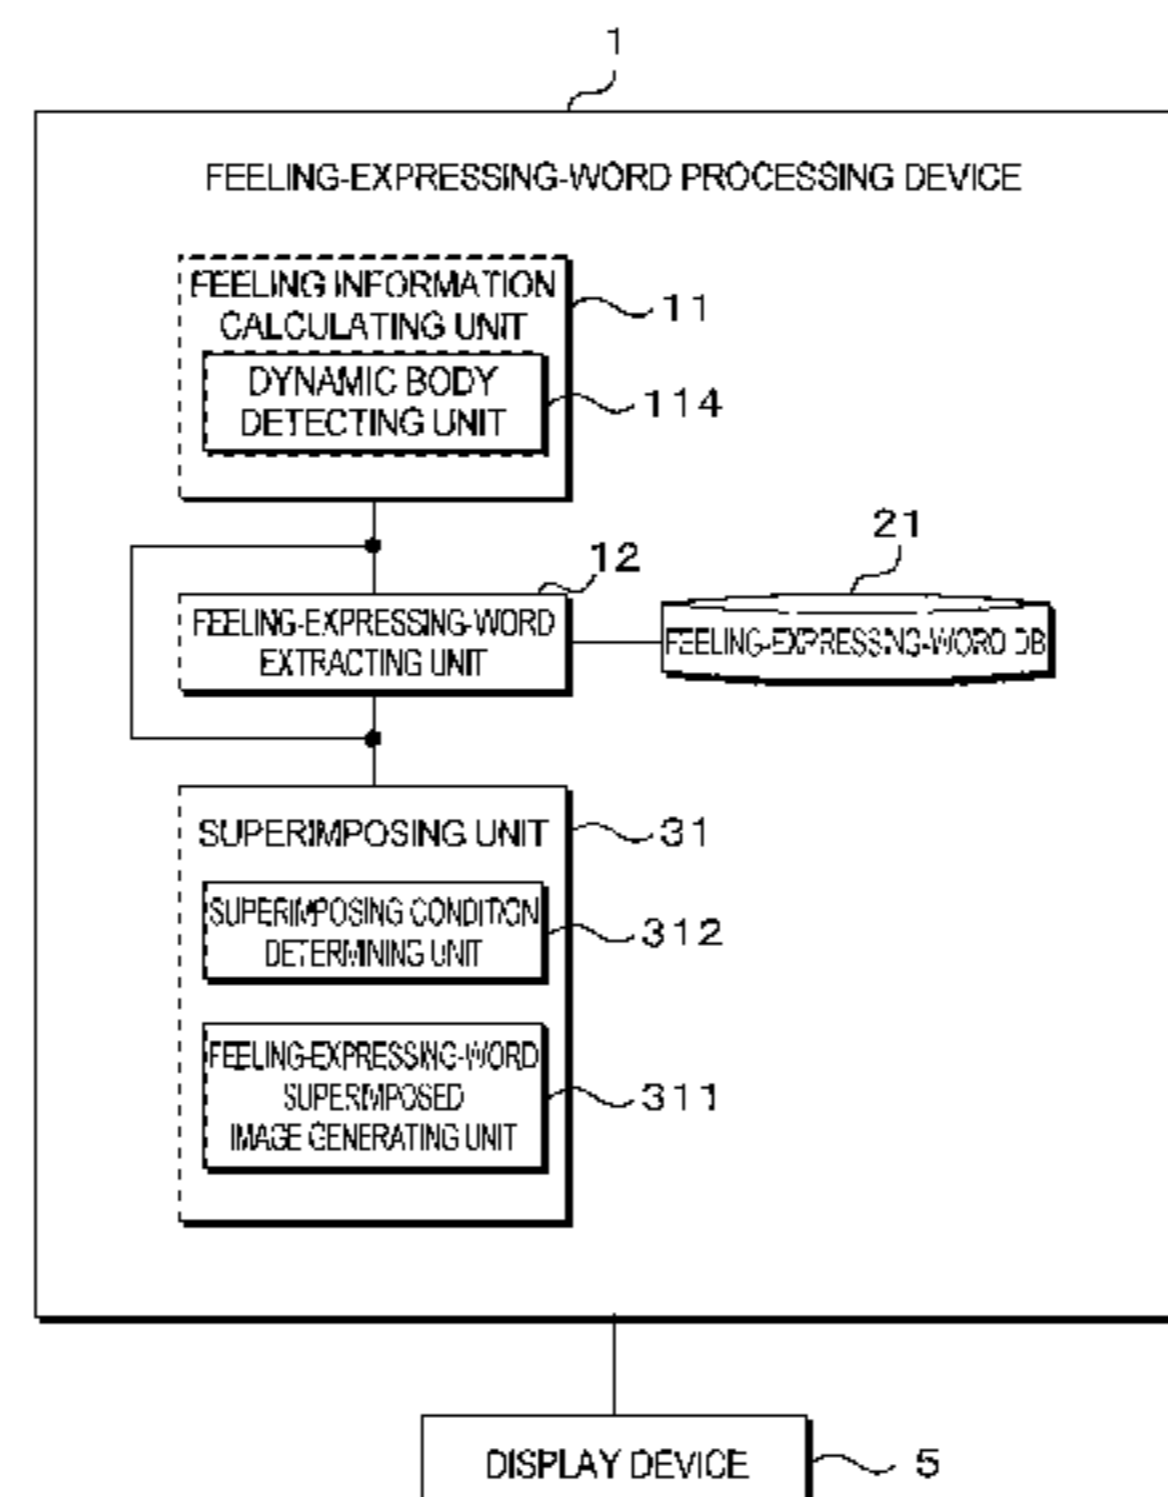 1
FEELING-EXPRESSING-WORD PROCESSING DEVICE
FEELING INFORMATION
CALCULATING UNIT
11
DYNAMIC BODY
DETECTING UNIT
114
12
21
FEELING-EXPRESSING-WORD
EXTRACTING UNIT
FEELING-EXPRESSING-WORD DB
SUPERIMPOSING UNIT
31
SUPERIMPOSING CONDITION
DETERMINING UNIT
312
FEELING-EXPRESSING-WORD
SUPERIMPOSED
IMAGE GENERATING UNIT
311
DISPLAY DEVICE
5